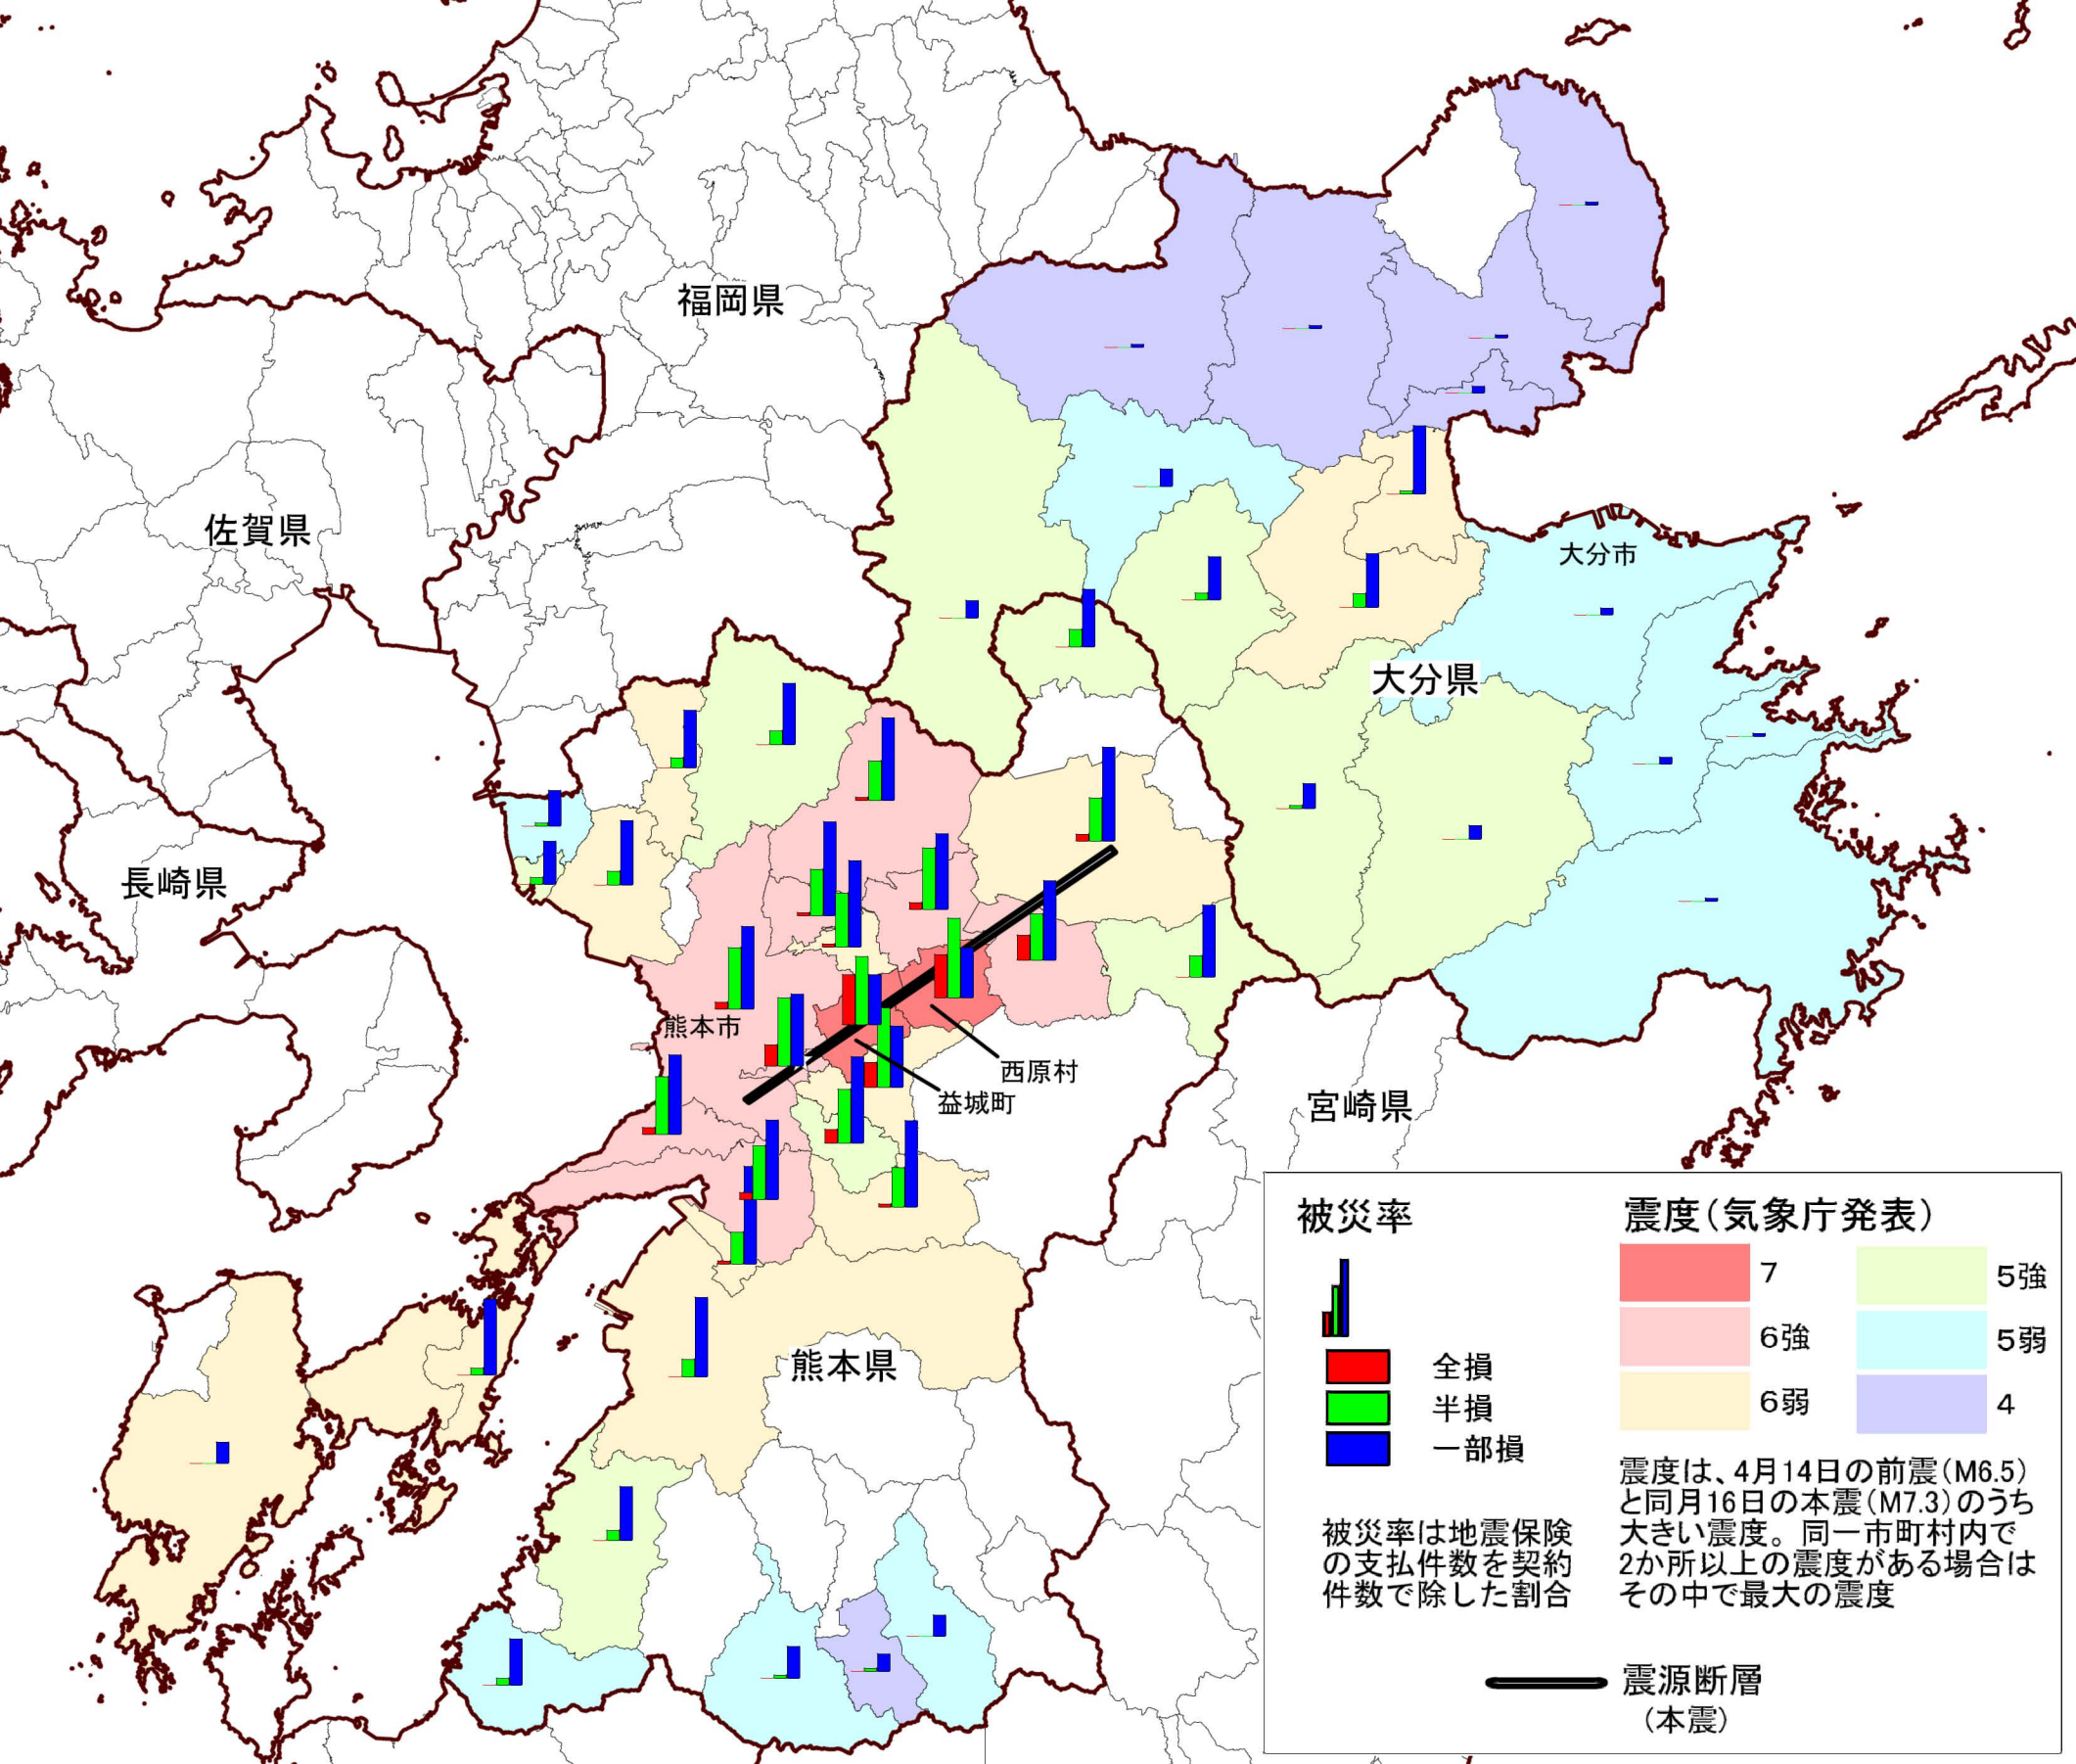 福岡県
佐賀県
大分市
大分県
長崎県
熊本市
西原村
益城町
宮崎県
熊本県
被災率
全損
半損
一部損
被災率は地震保険
の支払件数を契約
件数で除した割合
震度(気象庁発表)
7
6強
6弱
5強
5弱
4
震度は、4月14日の前震(M6.5)
と同月16日の本震(M7.3)のうち
大きい震度。同一市町村内で
2か所以上の震度がある場合は
その中で最大の震度
震源断層
(本震)